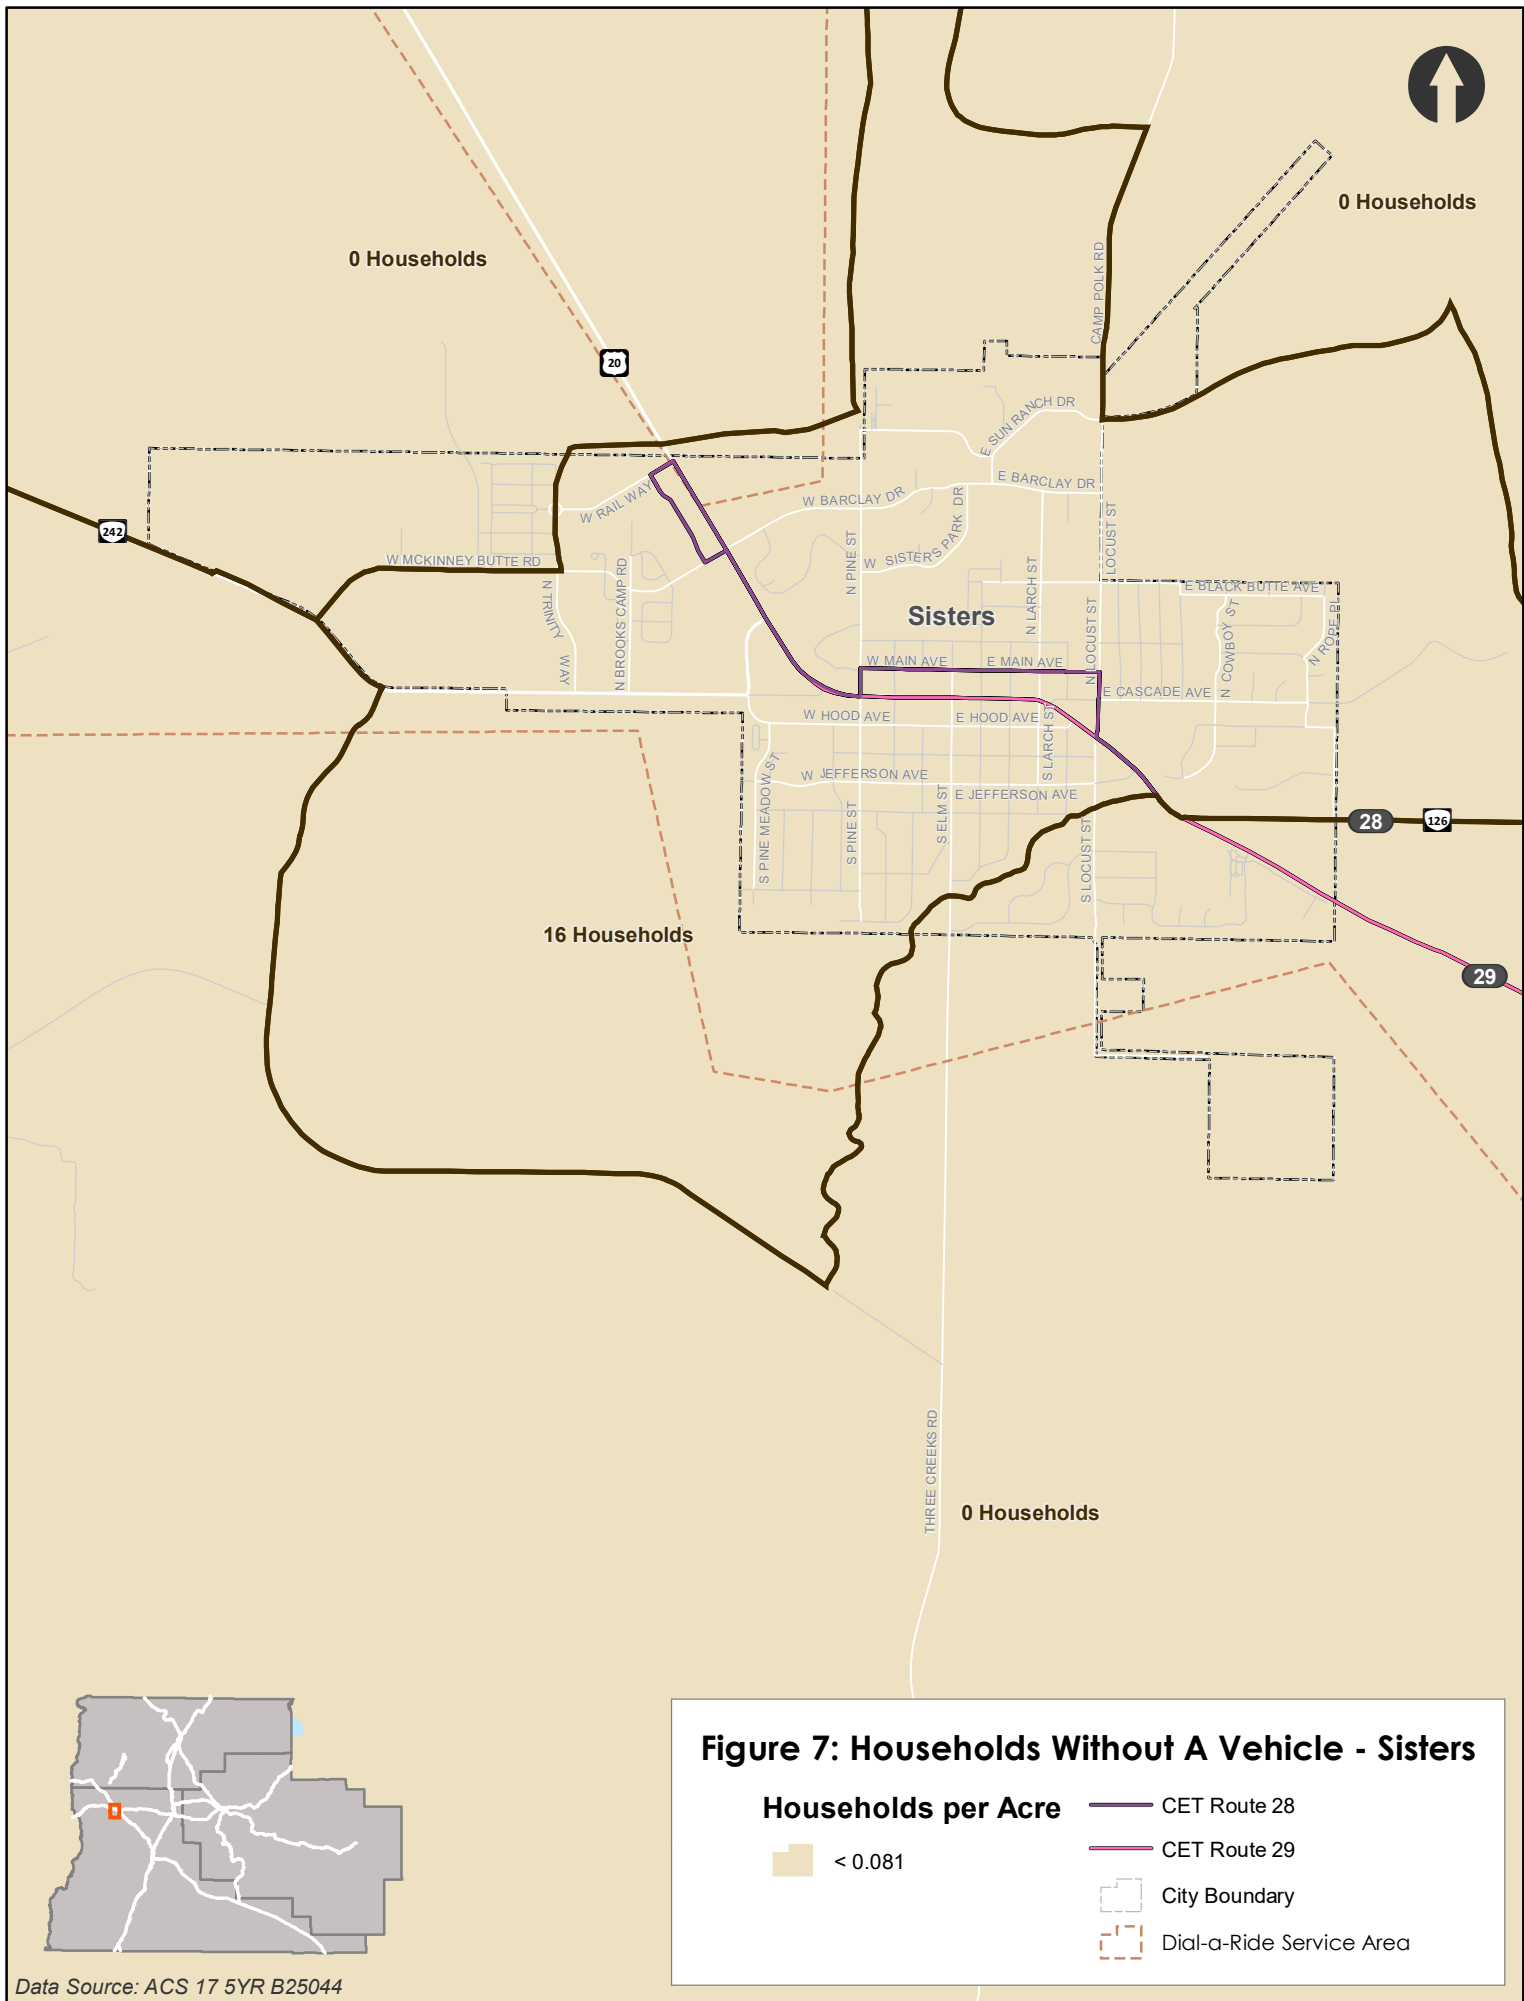 0 Households
0 Households
CAMP POLK RD
20
E SUN RANCH DR
E BARCLAY DR
W BARCLAY DR
W RAIL WAY
242
W MCKINNEY BUTTE RD
N PINE ST
W SISTERS PARK DR
LOCUST ST
N LARCH ST
E BLACK BUTTE AVE
N TRINITY WAY
N BROOKS CAMP RD
Sisters
N LOCUST ST
N COWBOY ST
N ROPE PL
W MAIN AVE
E MAIN AVE
E CASCADE AVE
W HOOD AVE
E HOOD AVE
S LARCH ST
S PINE MEADOW ST
W JEFFERSON AVE
E JEFFERSON AVE
S PINE ST
S ELM ST
S LOCUST ST
28
126
16 Households
29
THREE CREEKS RD
0 Households
Figure 7: Households Without A Vehicle - Sisters
Households per Acre
< 0.081
CET Route 28
CET Route 29
City Boundary
Dial-a-Ride Service Area
Data Source: ACS 17 5YR B25044